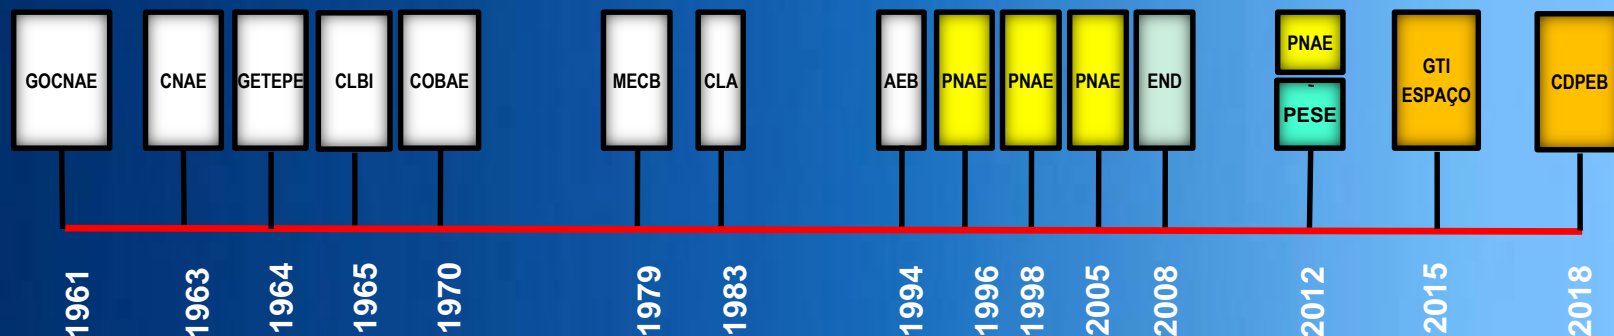 GOCNAE
CNAE
GETEPE
CLBI
COBAE
MECB
CLA
AEB
PNAE
PNAE
PNAE
END
PNAE
PESE
GTI
ESPAÇO
CDPEB
1961
1963
1964
1965
1970
1979
1983
1994
1996
1998
2005
2008
2012
2015
2018